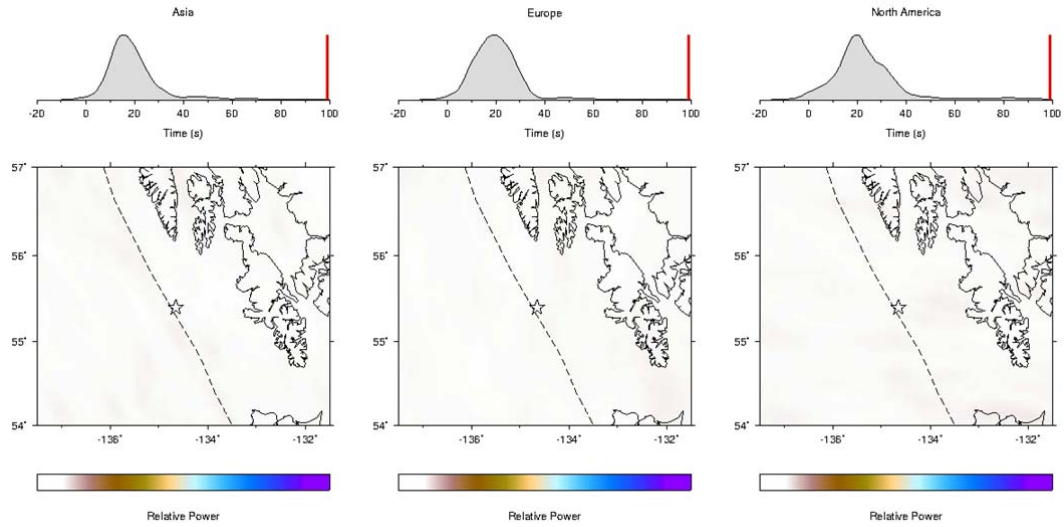 Asia Europe North America
-20 0 20 40 60 80 100 -20 0 20 40 60 80 100 -20 0 20 40 60 80 100
Time (s) Time (s) Time (s)
57° 57° 57°
56° 56° 56°
55° 55° 55°
54° 54° 54°
-136° -134° -132° -136° -134° -132° -136° -134° -132°
Relative Power Relative Power Relative Power